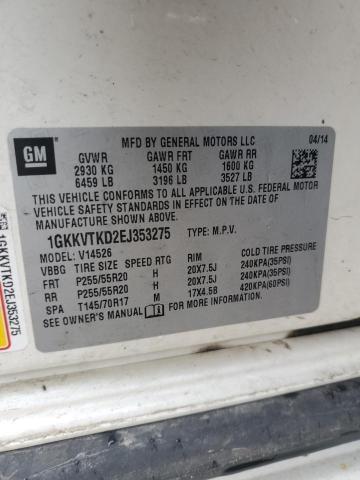 GM
MFD BY GENERAL MOTORS LLC 04/14
GVWR GAWR FRT GAWR RR
2930 KG 1450 KG 1600 KG
6459 LB 3196 LB 3527 LB
THIS VEHICLE CONFORMS TO ALL APPLICABLE U.S. FEDERAL
MOTOR VEHICLE SAFETY STANDARDS
IN EFFECT ON THE DATE OF
MANUFACTURE SHOWN ABOVE.
1GKKVTKD2EJ353275 TYPE: M.P.V.
MODEL: V14526
VBBG TIRE SIZE SPEED RTG RIM COLD TIRE PRESSURE
FRT P255/55R20 H 20X7.5J 240KPA(35PSI)
RR P255/55R20 H 20X7.5J 240KPA(35PSI)
SPA T145/70R17 M 17X4.5B 420KPA(60PSI)
SEE OWNER'S MANUAL FOR MORE INFORMATION.
1GKKVTKD2EJ353275